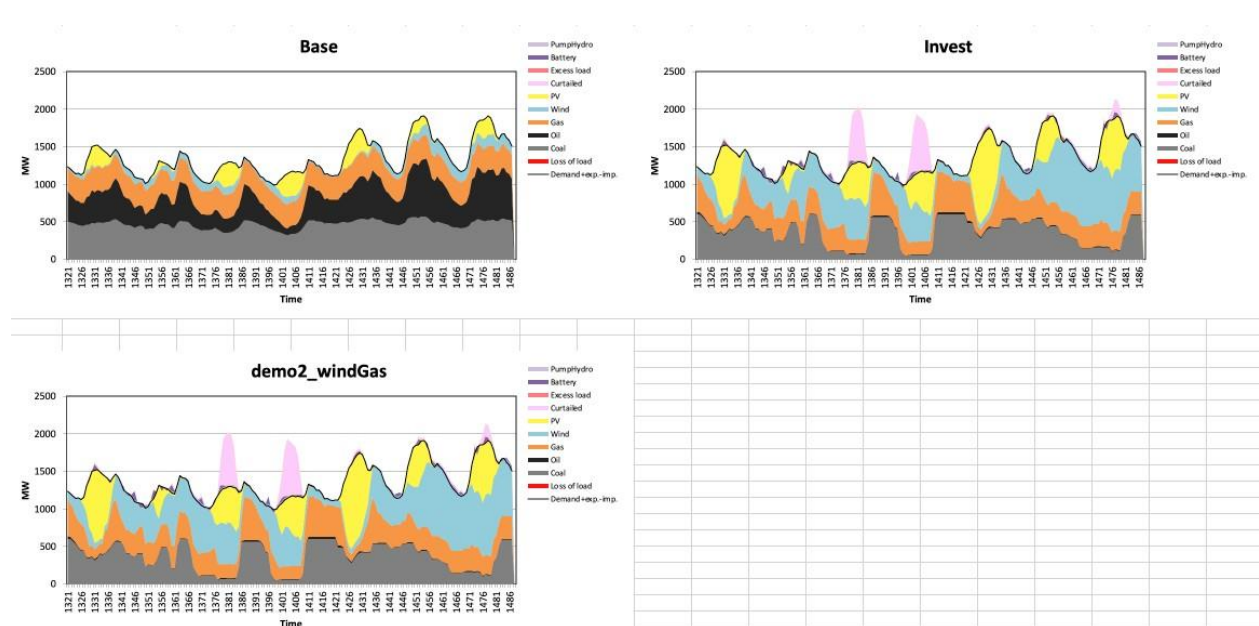 Base
2500
2000
1500
1000
500
0
MW
1321 1326 1331 1336 1341 1346 1351 1356 1361 1366 1371 1376 1381 1386 1391 1396 1401 1406 1411 1416 1421 1426 1431 1436 1441 1446 1451 1456 1461 1466 1471 1476 1481 1486
Time
PumpHydro
Battery
Excess load
Curtailed
PV
Wind
Gas
Oil
Coal
Loss of load
Demand+exp.-imp.
Invest
2500
2000
1500
1000
500
0
MW
1321 1326 1331 1336 1341 1346 1351 1356 1361 1366 1371 1376 1381 1386 1391 1396 1401 1406 1411 1416 1421 1426 1431 1436 1441 1446 1451 1456 1461 1466 1471 1476 1481 1486
Time
PumpHydro
Battery
Excess load
Curtailed
PV
Wind
Gas
Oil
Coal
Loss of load
Demand+exp.-imp.
demo2_windGas
2500
2000
1500
1000
500
0
MW
1321 1326 1331 1336 1341 1346 1351 1356 1361 1366 1371 1376 1381 1386 1391 1396 1401 1406 1411 1416 1421 1426 1431 1436 1441 1446 1451 1456 1461 1466 1471 1476 1481 1486
Time
PumpHydro
Battery
Excess load
Curtailed
PV
Wind
Gas
Oil
Coal
Loss of load
Demand+exp.-imp.